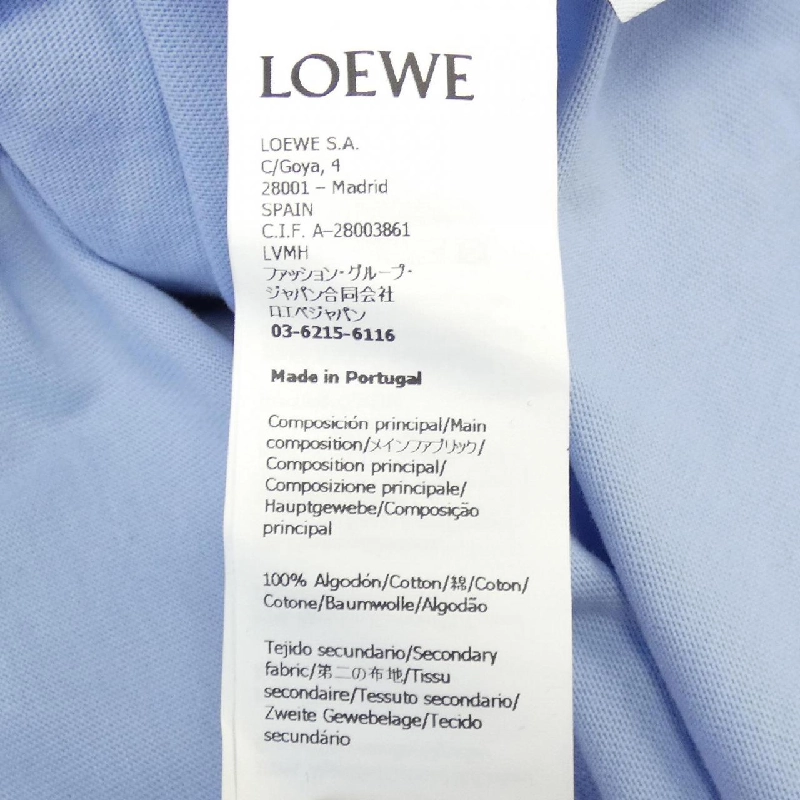 LOEWE
LOEWE S.A.
C/Goya, 4
28001 – Madrid
SPAIN
C.I.F. A-28003861
LVMH
ファッション・グループ・
ジャパン合同会社
ロエベジャパン
03-6215-6116
Made in Portugal
Composición principal/Main
composition/メインファブリック/
Composition principal/
Composizione principale/
Hauptgewebe/Composição
principal
100% Algodón/Cotton/綿/Coton/
Cotone/Baumwolle/Algodão
Tejido secundario/Secondary
fabric/第二の布地/Tissu
secondaire/Tessuto secondario/
Zweite Gewebelage/Tecido
secundário